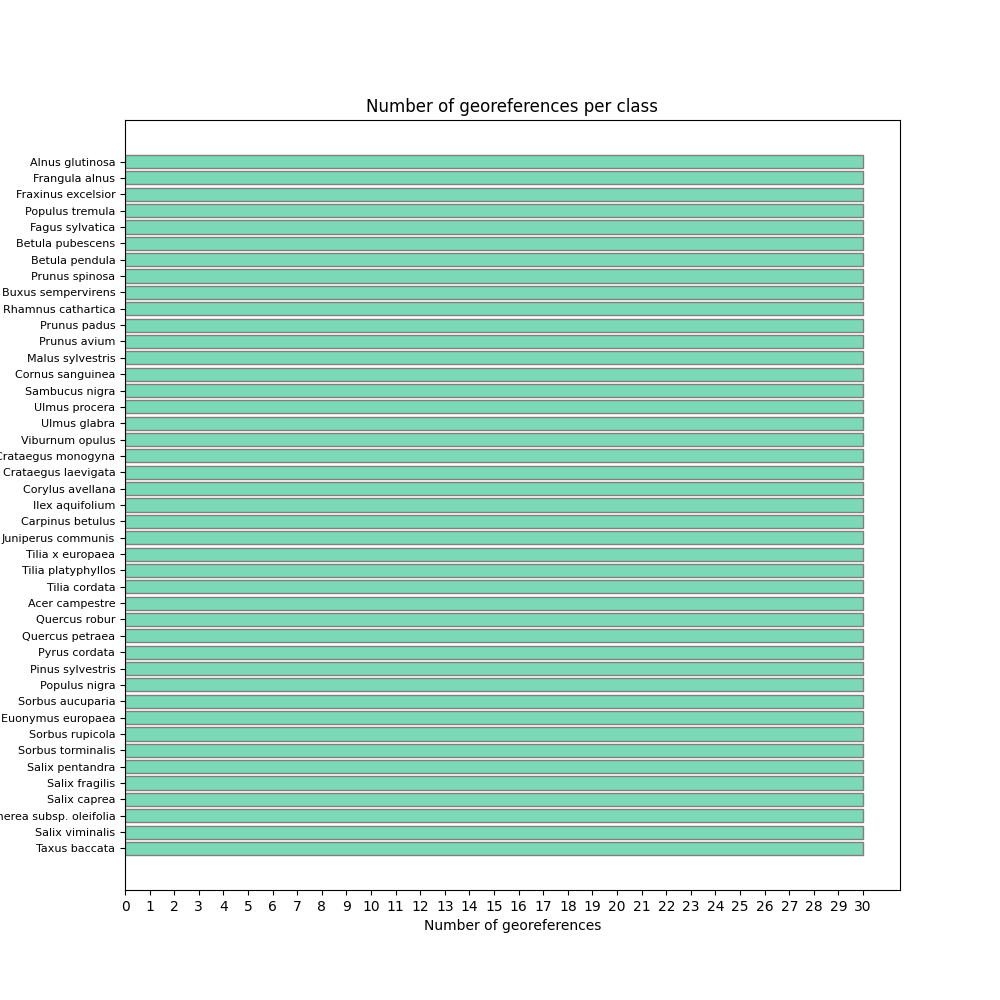 Number of georeferences per class
Alnus glutinosa
Frangula alnus
Fraxinus excelsior
Populus tremula
Fagus sylvatica
Betula pubescens
Betula pendula
Prunus spinosa
Buxus sempervirens
Rhamnus cathartica
Prunus padus
Prunus avium
Malus sylvestris
Cornus sanguinea
Sambucus nigra
Ulmus procera
Ulmus glabra
Viburnum opulus
Crataegus monogyna
Crataegus laevigata
Corylus avellana
Ilex aquifolium
Carpinus betulus
Juniperus communis
Tilia x europaea
Tilia platyphyllos
Tilia cordata
Acer campestre
Quercus robur
Quercus petraea
Pyrus cordata
Pinus sylvestris
Populus nigra
Sorbus aucuparia
Euonymus europaea
Sorbus rupicola
Sorbus torminalis
Salix pentandra
Salix fragilis
Salix caprea
nerea subsp. oleifolia
Salix viminalis
Taxus baccata
0 1 2 3 4 5 6 7 8 9 10 11 12 13 14 15 16 17 18 19 20 21 22 23 24 25 26 27 28 29 30
Number of georeferences